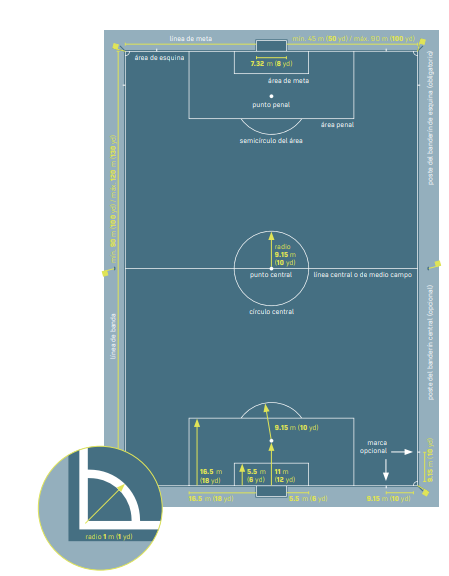 línea de meta
mín. 45 m (50 yd) / máx. 90 m (100 yd)
área de esquina
7.32 m (8 yd)
área de meta
punto penal
área penal
semicírculo del área
poste del banderín de esquina (obligatorio)
mín. 90 m (100 yd) / máx. 120 m (130 yd)
radio
9.15 m
(10 yd)
punto central
línea central o de medio campo
círculo central
línea de banda
poste del banderín central (opcional)
9.15 m (10 yd)
marca
opcional
9.15 m (10 yd)
16.5 m
(18 yd)
5.5 m
(6 yd)
11 m
(12 yd)
16.5 m (18 yd)
5.5 m (6 yd)
9.15 m (10 yd)
radio 1 m (1 yd)